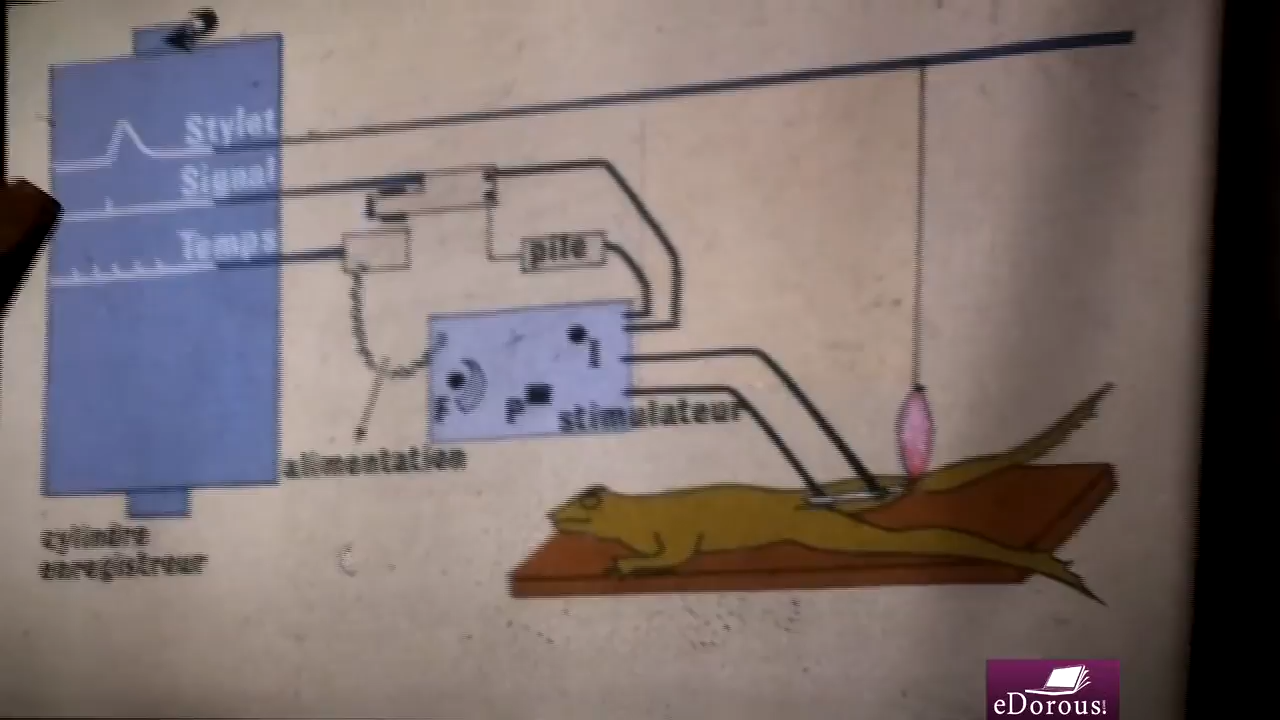 Stylet
Signal
Temps
pile
I
F
P
stimulateur
alimentation
cylindre
enregistreur
eDorous!